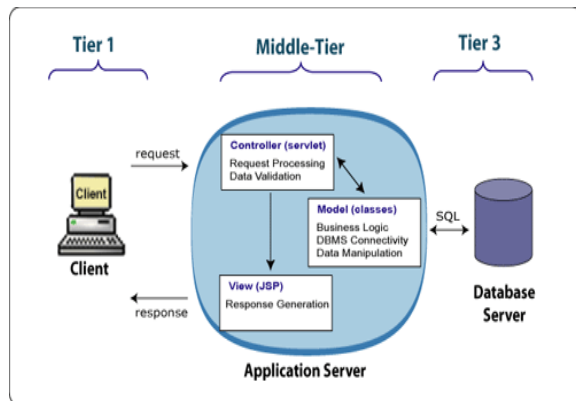 Tier 1
Middle-Tier
Tier 3
request
Controller (servlet)
Request Processing
Data Validation
Client
Client
Model (classes)
Business Logic
DBMS Connectivity
Data Manipulation
SQL
View (JSP)
Response Generation
response
Database
Server
Application Server